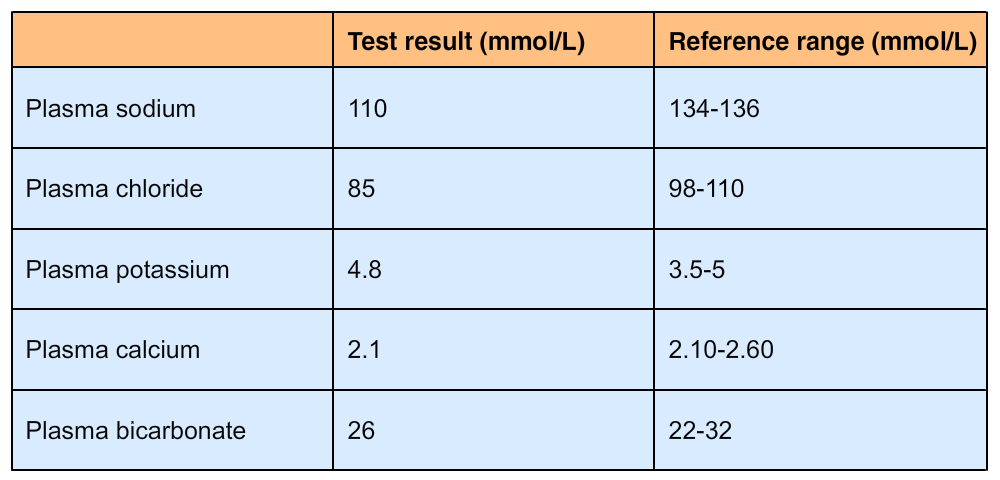 Test result (mmol/L) Reference range (mmol/L)
Plasma sodium 110 134-136
Plasma chloride 85 98-110
Plasma potassium 4.8 3.5-5
Plasma calcium 2.1 2.10-2.60
Plasma bicarbonate 26 22-32